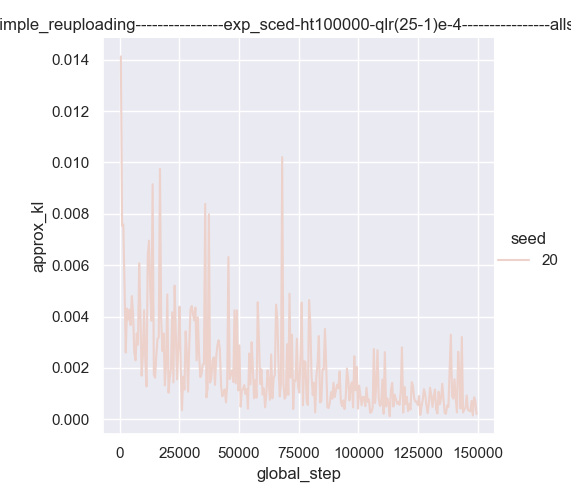 imple_reuploading----------------exp_sced-ht100000-qlr(25-1)e-4----------------alls
0.014
0.012
0.010
0.008
0.006
0.004
0.002
0.000
approx_kl
0 25000 50000 75000 100000 125000 150000
global_step
seed
20